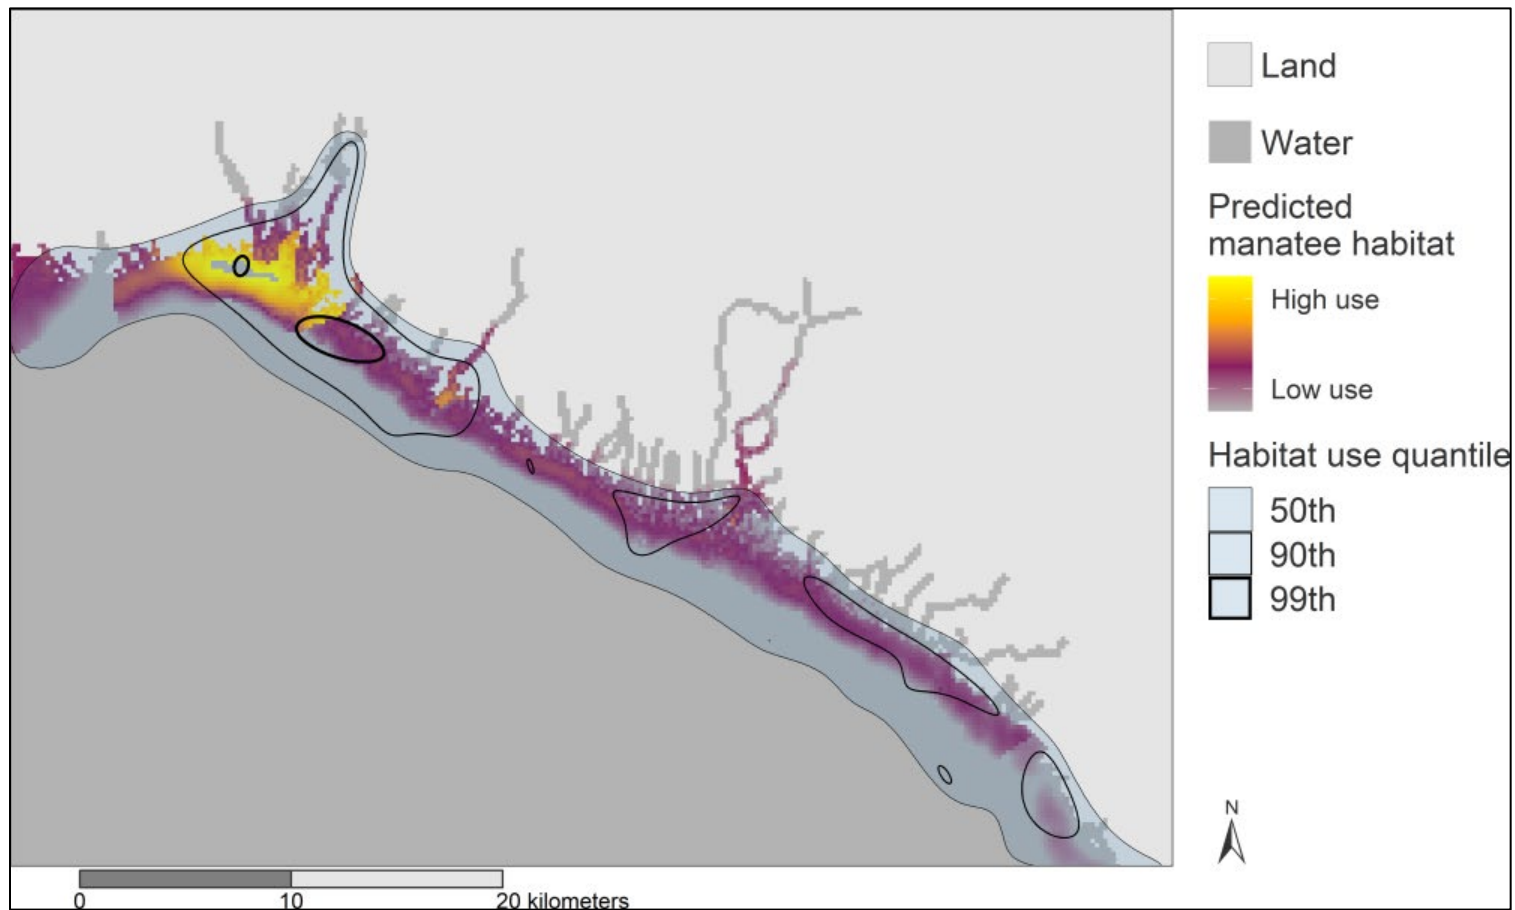 Land
Water
Predicted
manatee habitat
High use
Low use
Habitat use quantile
50th
90th
99th
N
0 10 20 kilometers